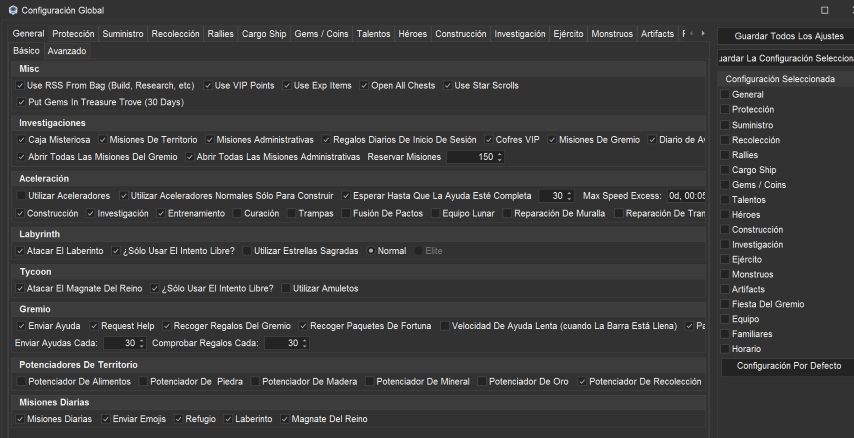 Configuración Global
General Protección Suministro Recolección Rallies Cargo Ship Gems / Coins Talentos Héroes Construcción Investigación Ejército Monstruos Artifacts
Básico Avanzado
Misc
Use RSS From Bag (Build, Research, etc) Use VIP Points Use Exp Items Open All Chests Use Star Scrolls
Put Gems In Treasure Trove (30 Days)
Investigaciones
Caja Misteriosa Misiones De Territorio Misiones Administrativas Regalos Diarios De Inicio De Sesión Cofres VIP Misiones De Gremio Diario de Av
Abrir Todas Las Misiones Del Gremio Abrir Todas Las Misiones Administrativas Reservar Misiones 150
Aceleración
Utilizar Aceleradores Utilizar Aceleradores Normales Sólo Para Construir Esperar Hasta Que La Ayuda Esté Completa 30 Max Speed Excess: 0d, 00:05
Construcción Investigación Entrenamiento Curación Trampas Fusión De Pactos Equipo Lunar Reparación De Muralla Reparación De Tram
Labyrinth
Atacar El Laberinto ¿Sólo Usar El Intento Libre? Utilizar Estrellas Sagradas Normal Elite
Tycoon
Atacar El Magnate Del Reino ¿Sólo Usar El Intento Libre? Utilizar Amuletos
Gremio
Enviar Ayuda Request Help Recoger Regalos Del Gremio Recoger Paquetes De Fortuna Velocidad De Ayuda Lenta (cuando La Barra Está Llena) Pa
Enviar Ayudas Cada: 30 Comprobar Regalos Cada: 30
Potenciadores De Territorio
Potenciador De Alimentos Potenciador De Piedra Potenciador De Madera Potenciador De Mineral Potenciador De Oro Potenciador De Recolección
Misiones Diarias
Misiones Diarias Enviar Emojis Refugio Laberinto Magnate Del Reino
Guardar Todos Los Ajustes
uardar La Configuración Seleccion
Configuración Seleccionada
General
Protección
Suministro
Recolección
Rallies
Cargo Ship
Gems / Coins
Talentos
Héroes
Construcción
Investigación
Ejército
Monstruos
Artifacts
Fiesta Del Gremio
Equipo
Familiares
Horario
Configuración Por Defecto